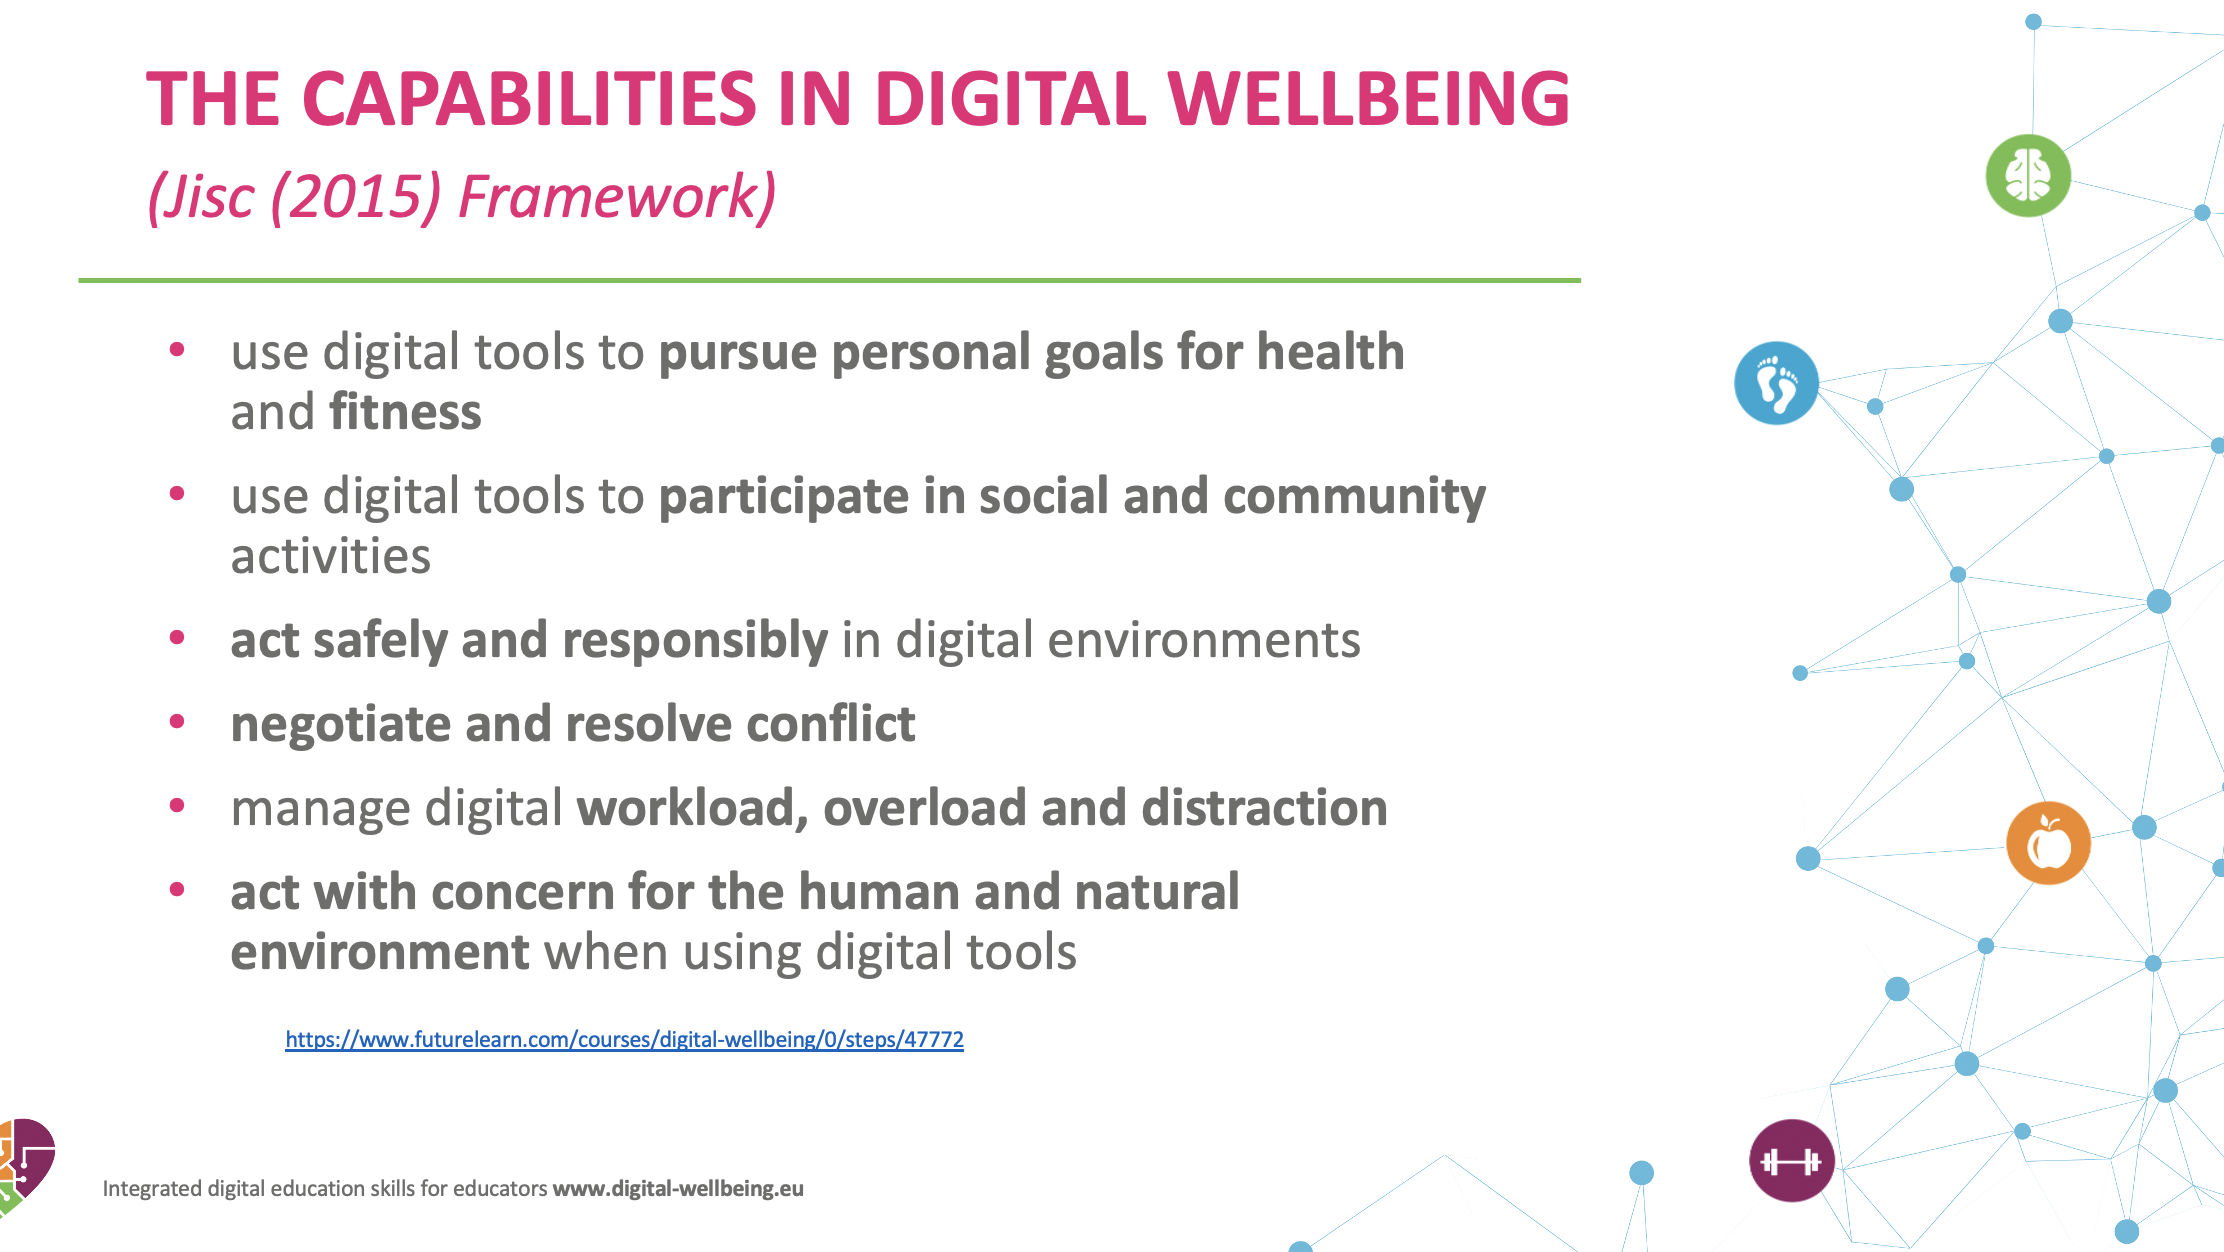 THE CAPABILITIES IN DIGITAL WELLBEING
(Jisc (2015) Framework)
• use digital tools to pursue personal goals for health
and fitness
• use digital tools to participate in social and community
activities
• act safely and responsibly in digital environments
• negotiate and resolve conflict
• manage digital workload, overload and distraction
• act with concern for the human and natural
environment when using digital tools
https://www.futurelearn.com/courses/digital-wellbeing/0/steps/47772
Integrated digital education skills for educators www.digital-wellbeing.eu